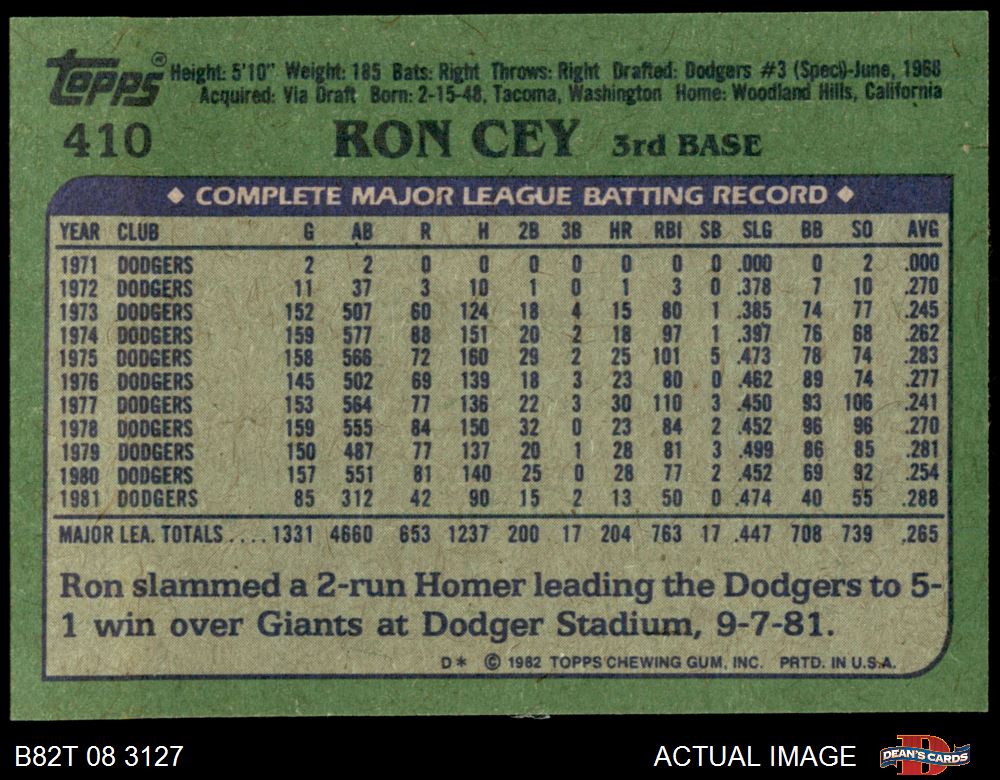 Topps® Height: 5'10" Weight: 185 Bats: Right Throws: Right Drafted: Dodgers #3 (Specl)-June, 1968
Acquired: Via Draft Born: 2-15-48, Tacoma, Washington Home: Woodland Hills, California
410 RON CEY 3rd BASE
◆ COMPLETE MAJOR LEAGUE BATTING RECORD ◆
YEAR CLUB G AB R H 2B 3B HR RBI SB SLG BB SO AVG
1971 DODGERS 2 2 0 0 0 0 0 0 0 .000 0 2 .000
1972 DODGERS 11 37 3 10 1 0 1 3 0 .378 7 10 .270
1973 DODGERS 152 507 60 124 18 4 15 80 1 .385 74 77 .245
1974 DODGERS 159 577 88 151 20 2 18 97 1 .397 76 68 .262
1975 DODGERS 158 566 72 160 29 2 25 101 5 .473 78 74 .283
1976 DODGERS 145 502 69 139 18 3 23 80 0 .462 89 74 .277
1977 DODGERS 153 564 77 136 22 3 30 110 3 .450 93 106 .241
1978 DODGERS 159 555 84 150 32 0 23 84 2 .452 96 96 .270
1979 DODGERS 150 487 77 137 20 1 28 81 3 .499 86 85 .281
1980 DODGERS 157 551 81 140 25 0 28 77 2 .452 69 92 .254
1981 DODGERS 85 312 42 90 15 2 13 50 0 .474 40 55 .288
MAJOR LEA. TOTALS....1331 4660 653 1237 200 17 204 763 17 .447 708 739 .265
Ron slammed a 2-run Homer leading the Dodgers to 5-
1 win over Giants at Dodger Stadium, 9-7-81.
D* © 1982 TOPPS CHEWING GUM, INC. PRTD. IN U.S.A.
B82T 08 3127 ACTUAL IMAGE DEAN'S CARDS